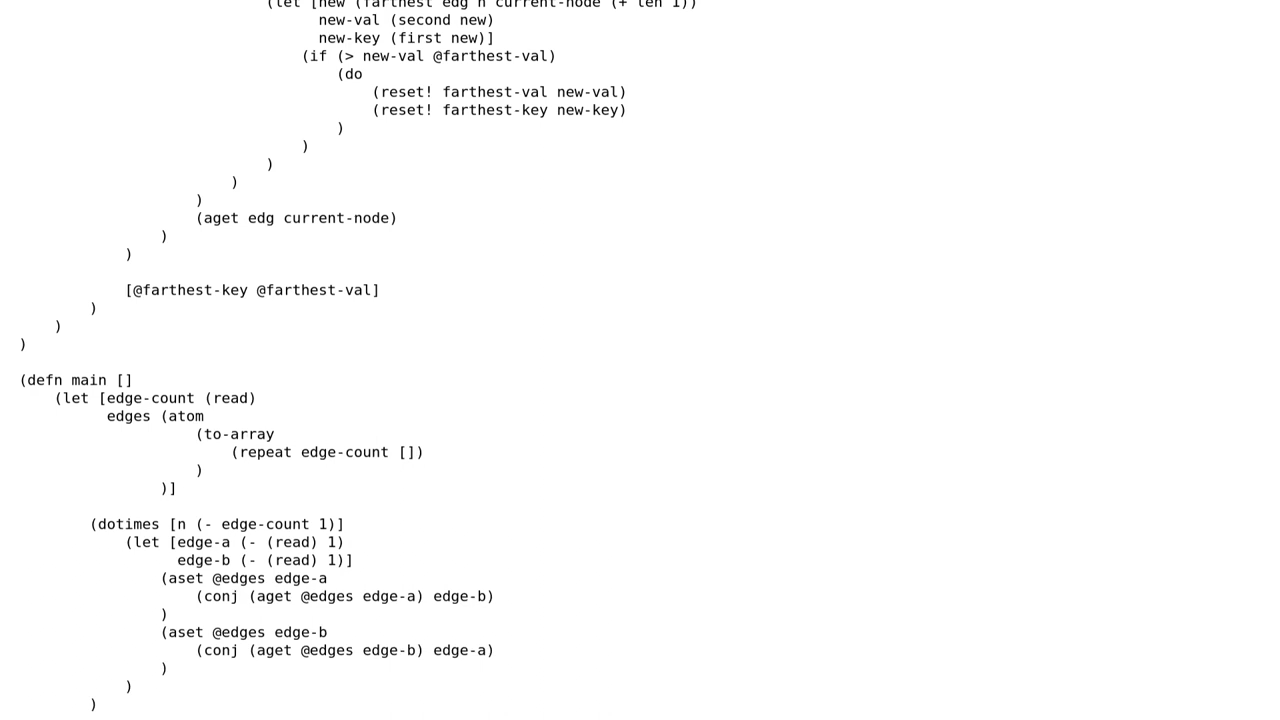 (let [new (farthest edg n current-node (+ len 1))
new-val (second new)
new-key (first new)]
(if (> new-val @farthest-val)
(do
(reset! farthest-val new-val)
(reset! farthest-key new-key)
)
)
)
)
)
(aget edg current-node)
)
)
[@farthest-key @farthest-val]
)
)
)
(defn main []
(let [edge-count (read)
edges (atom
(to-array
(repeat edge-count [])
)
)]
(dotimes [n (- edge-count 1)]
(let [edge-a (- (read) 1)
edge-b (- (read) 1)]
(aset @edges edge-a
(conj (aget @edges edge-a) edge-b)
)
(aset @edges edge-b
(conj (aget @edges edge-b) edge-a)
)
)
)